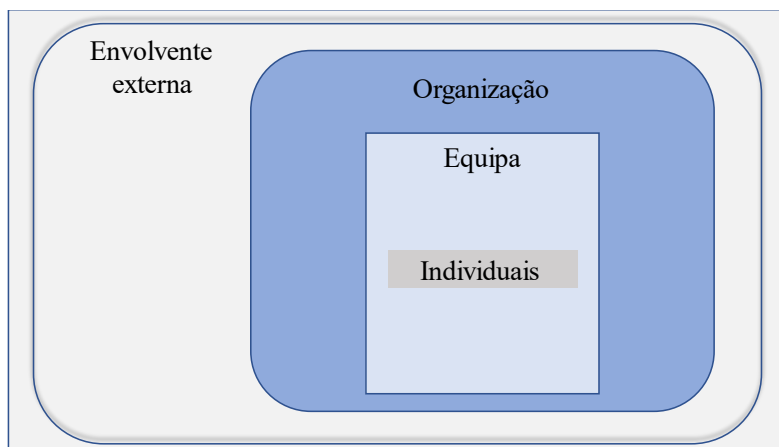 Envolvente
externa
Organização
Equipa
Individuais